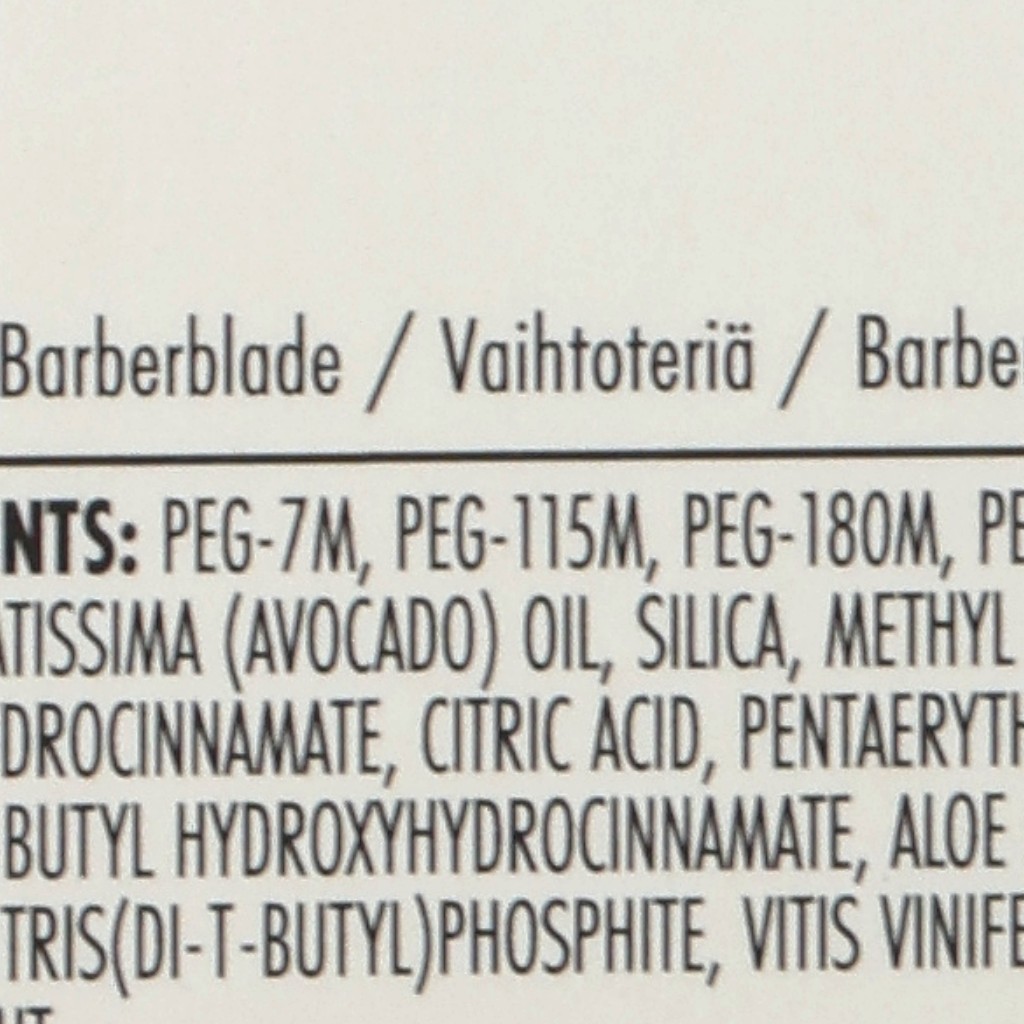 Barberblade / Vaihtoteriä / Barbe
NTS: PEG-7M, PEG-115M, PEG-180M, PE
ATISSIMA (AVOCADO) OIL, SILICA, METHYL
DROCINNAMATE, CITRIC ACID, PENTAERYTH
BUTYL HYDROXYHYDROCINNAMATE, ALOE
TRIS(DI-T-BUTYL)PHOSPHITE, VITIS VINIFE